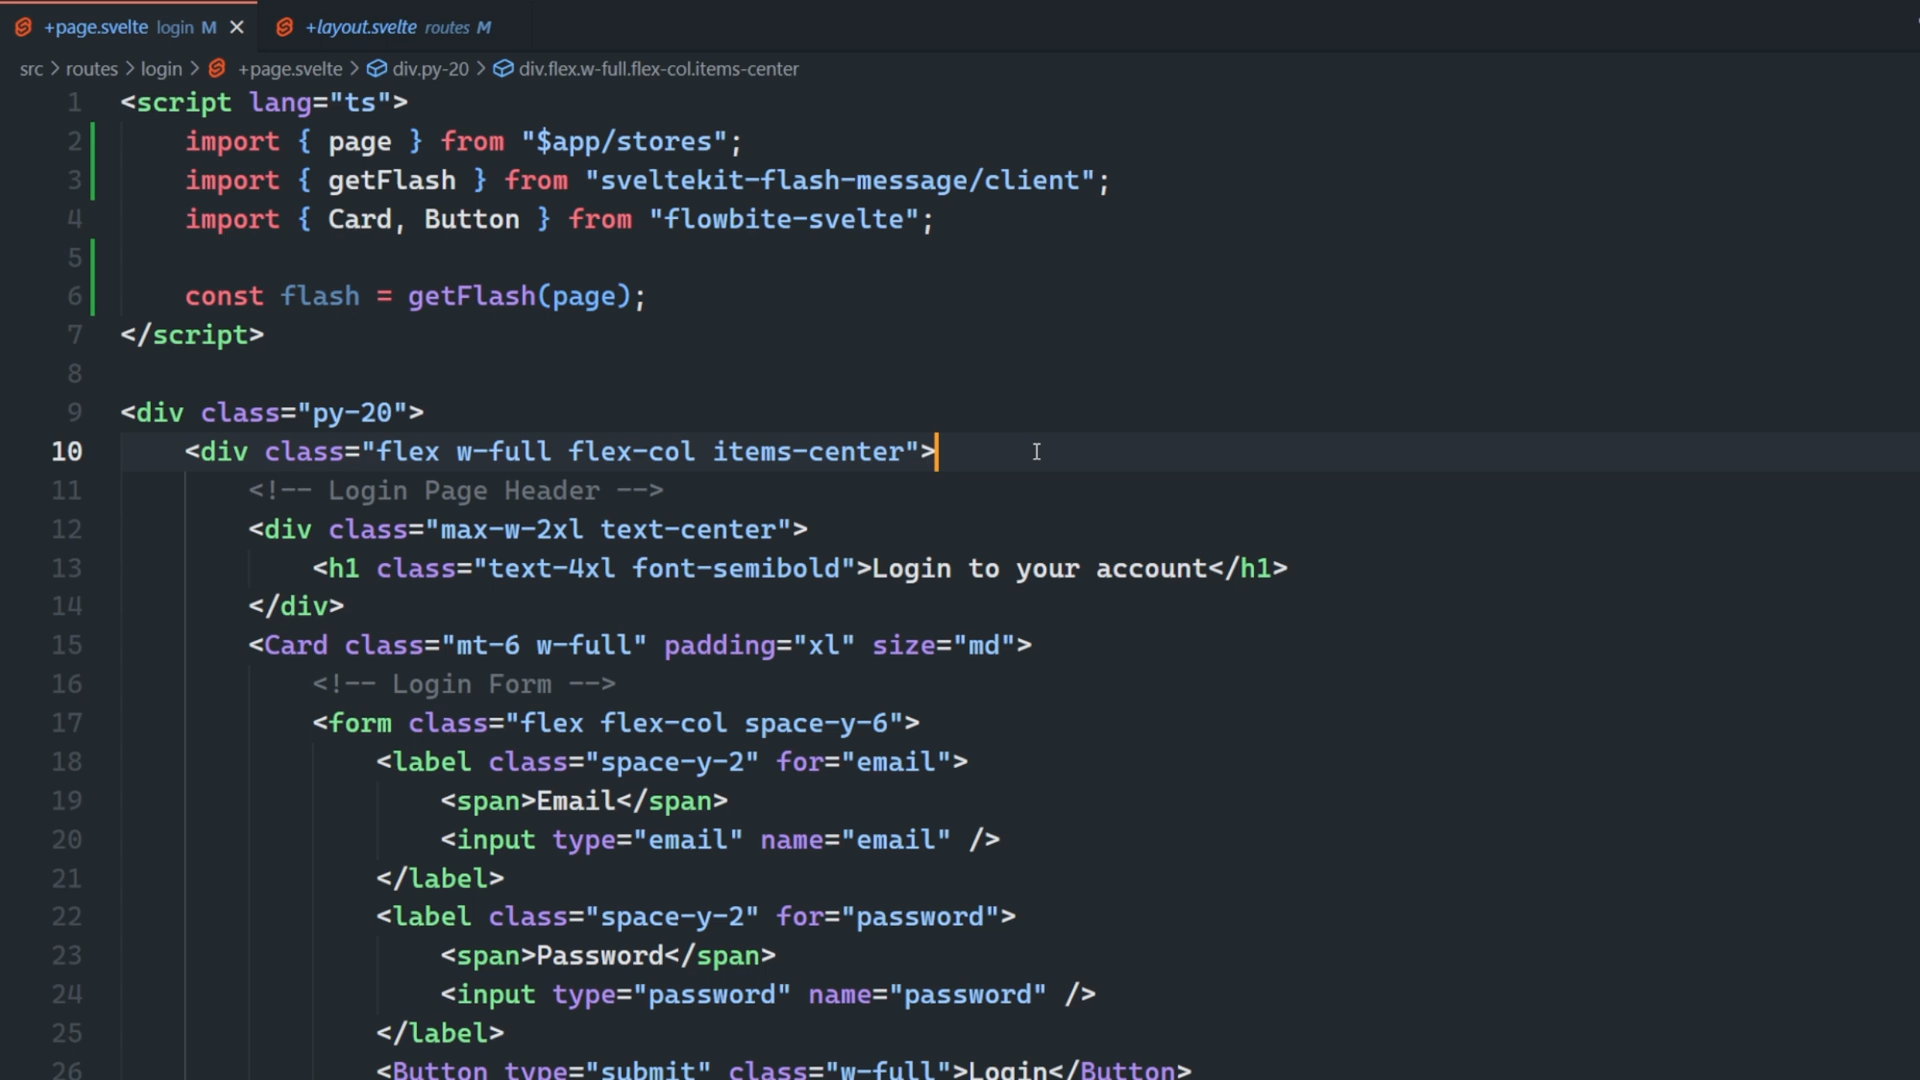 +page.svelte login M
+layout.svelte routes M
src > routes > login > +page.svelte > div.py-20 > div.flex.w-full.flex-col.items-center
1 <script lang="ts">
2 import { page } from "$app/stores";
3 import { getFlash } from "sveltekit-flash-message/client";
4 import { Card, Button } from "flowbite-svelte";
5
6 const flash = getFlash(page);
7 </script>
8
9 <div class="py-20">
10 <div class="flex w-full flex-col items-center">
11 <!-- Login Page Header -->
12 <div class="max-w-2xl text-center">
13 <h1 class="text-4xl font-semibold">Login to your account</h1>
14 </div>
15 <Card class="mt-6 w-full" padding="xl" size="md">
16 <!-- Login Form -->
17 <form class="flex flex-col space-y-6">
18 <label class="space-y-2" for="email">
19 <span>Email</span>
20 <input type="email" name="email" />
21 </label>
22 <label class="space-y-2" for="password">
23 <span>Password</span>
24 <input type="password" name="password" />
25 </label>
26 <Button type="submit" class="w-full">Login</Button>